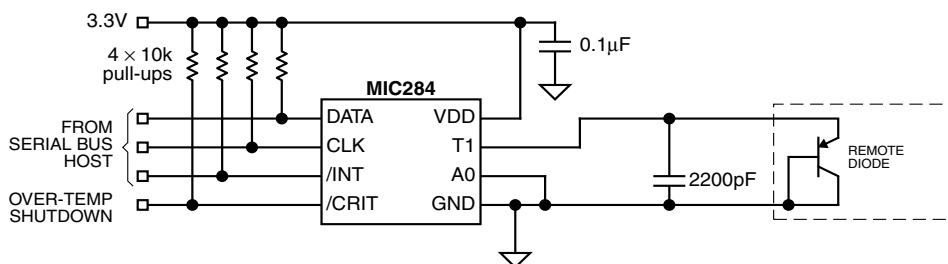 3.3V
0.1µF
4 × 10k
pull-ups
MIC284
FROM
SERIAL BUS
HOST
DATA
CLK
/INT
/CRIT
VDD
T1
A0
GND
OVER-TEMP
SHUTDOWN
2200pF
REMOTE
DIODE